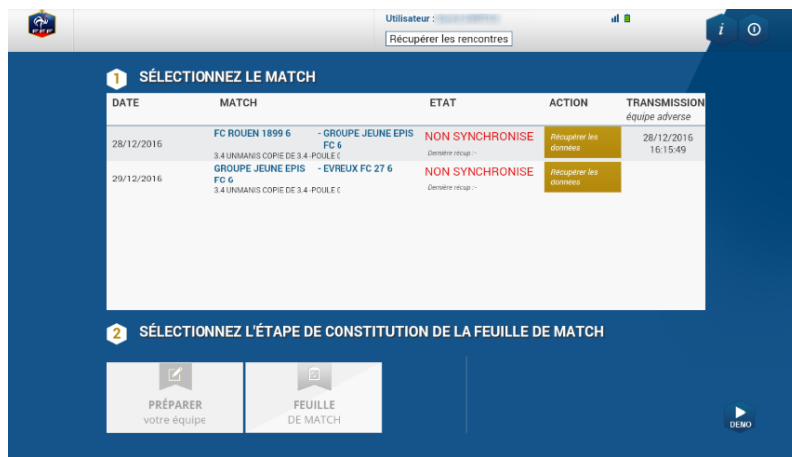 FFF
Utilisateur :
Récupérer les rencontres
i
1 SÉLECTIONNEZ LE MATCH
DATE MATCH ETAT ACTION TRANSMISSION
équipe adverse
28/12/2016 FC ROUEN 1899 6 - GROUPE JEUNE EPIS FC 6 NON SYNCHRONISE Récupérer les données 28/12/2016 16:15:49
3.4 UNMANIS COPIE DE 3.4 -POULE C Dernière récup :-
29/12/2016 GROUPE JEUNE EPIS FC 6 - EVREUX FC 27 6 NON SYNCHRONISE Récupérer les données
3.4 UNMANIS COPIE DE 3.4 -POULE C Dernière récup :-
2 SÉLECTIONNEZ L'ÉTAPE DE CONSTITUTION DE LA FEUILLE DE MATCH
PRÉPARER
votre équipe
FEUILLE
DE MATCH
DEMO